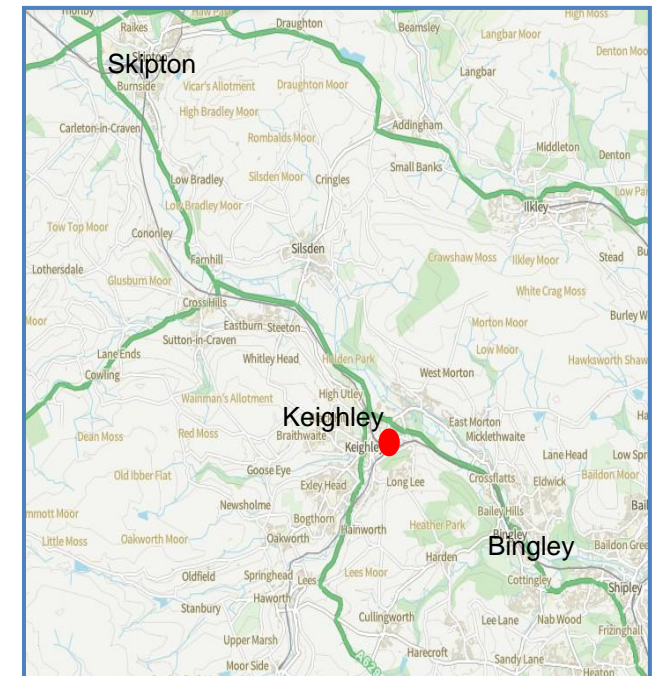 Thorlby
Haw Park
Draughton
Beamsley
High Moss
Raikes
Langbar Moor
Denton Moo
Skipton
Langbar
Burnside
Vicar's Allotment
Draughton Moor
High Bradley Moor
Carleton-in-Craven
Addingham
Rombalds Moor
Middleton
Denton
Small Banks
Low Bradley
Silsden Moor
Cringles
Low Bradley Moor
Ilkley
Tow Top Moor
Cononley
Silsden
Stead
Farnhill
Crawshaw Moss
Ilkley Moor
Lothersdale
Glusburn Moor
White Crag Moss
CrossHills
Moor
Eastburn
Steeton
Morton Moor
Burley W
Sutton-in-Craven
Low Moor
Lane Ends
Whitley Head
Holden Park
Hawksworth Shaw
Cowling
West Morton
High Utley
Wainman's Allotment
Keighley
East Morton
Dean Moss
Red Moss
Braithwaite
Keighley
Micklethwaite
Lane Head
Low Spr
Old Ibber Flat
Goose Eye
Long Lee
Crossflatts
Eldwick
Baildon Moor
Exley Head
Newsholme
Bailey Hills
Bogthorn
Hainworth
Heather Park
Bingley
Little Moss
Oakworth Moor
Oakworth
Bingley
Baildon Gree
Harden
Oldfield
Springhead
Lees
Lees Moor
Cottingley
Shipley
Stanbury
Haworth
Cullingworth
Lee Lane
Nab Wood
Frizinghall
Upper Marsh
Harecroft
Moor Side
A629
Sandy Lane
Heaton